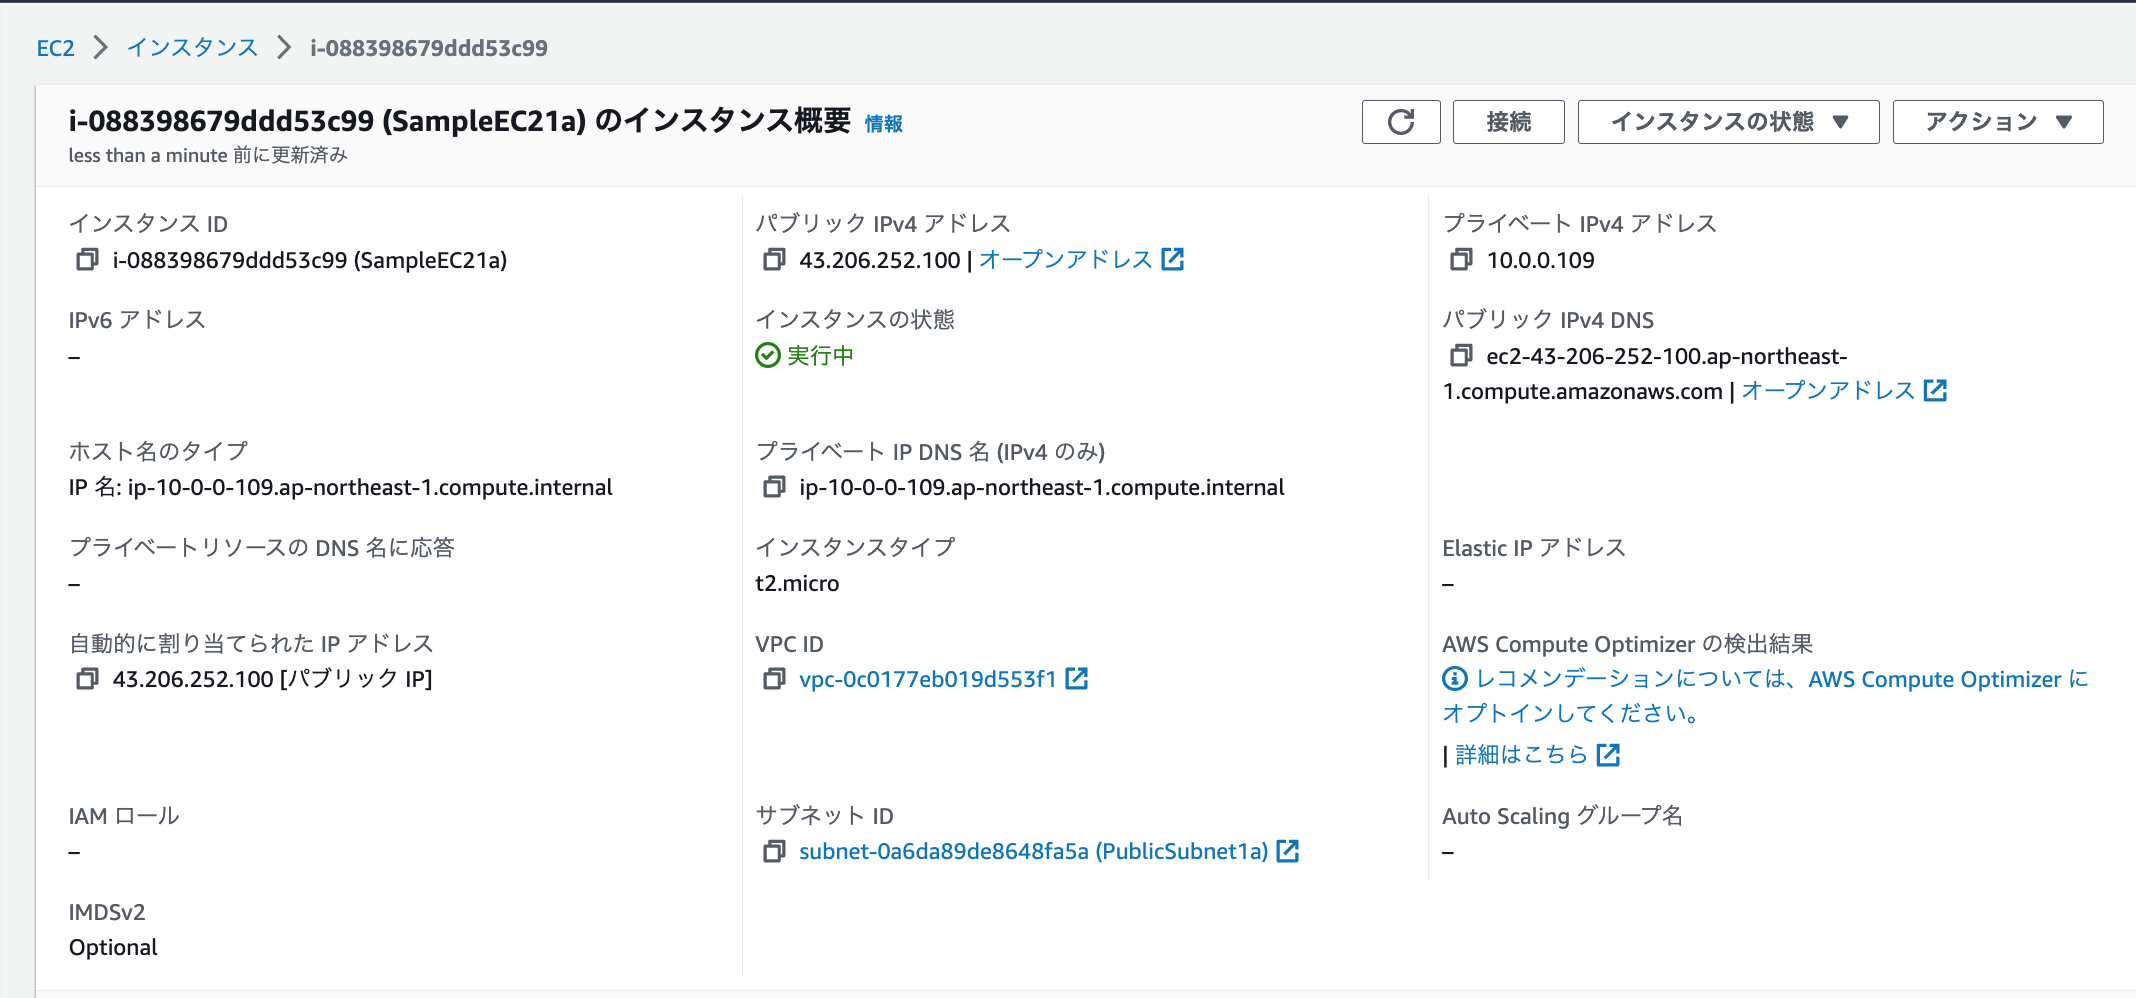 EC2 > インスタンス > i-088398679ddd53c99
i-088398679ddd53c99 (SampleEC21a) のインスタンス概要 情報
less than a minute 前に更新済み
接続
インスタンスの状態 ▼
アクション ▼
インスタンス ID
i-088398679ddd53c99 (SampleEC21a)
パブリック IPv4 アドレス
43.206.252.100 | オープンアドレス
プライベート IPv4 アドレス
10.0.0.109
IPv6 アドレス
–
インスタンスの状態
実行中
パブリック IPv4 DNS
ec2-43-206-252-100.ap-northeast-
1.compute.amazonaws.com | オープンアドレス
ホスト名のタイプ
IP 名: ip-10-0-0-109.ap-northeast-1.compute.internal
プライベート IP DNS 名 (IPv4 のみ)
ip-10-0-0-109.ap-northeast-1.compute.internal
プライベートリソースの DNS 名に応答
–
インスタンスタイプ
t2.micro
Elastic IP アドレス
–
自動的に割り当てられた IP アドレス
43.206.252.100 [パブリック IP]
VPC ID
vpc-0c0177eb019d553f1
AWS Compute Optimizer の検出結果
レコメンデーションについては、AWS Compute Optimizer に
オプトインしてください。
| 詳細はこちら
IAM ロール
–
サブネット ID
subnet-0a6da89de8648fa5a (PublicSubnet1a)
Auto Scaling グループ名
–
IMDSv2
Optional